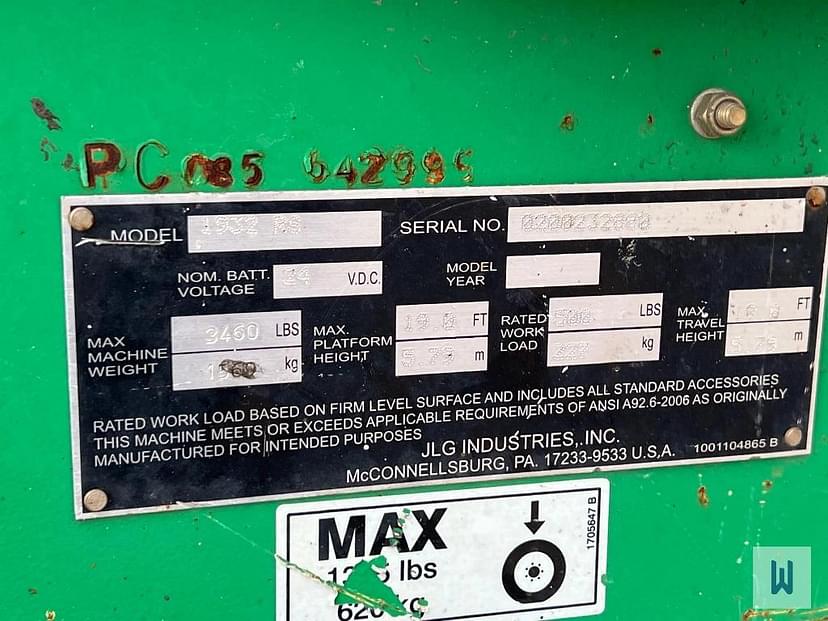 PC 085 642995
MODEL 1932 RS SERIAL NO.
NOM. BATT. VOLTAGE 24 V.D.C. MODEL YEAR
MAX MACHINE WEIGHT 3460 LBS kg
MAX. PLATFORM HEIGHT 19.0 FT 5.79 m
RATED WORK LOAD 500 LBS 227 kg
MAX TRAVEL HEIGHT FT 5.79 m
RATED WORK LOAD BASED ON FIRM LEVEL SURFACE AND INCLUDES ALL STANDARD ACCESSORIES
THIS MACHINE MEETS OR EXCEEDS APPLICABLE REQUIREMENTS OF ANSI A92.6-2006 AS ORIGINALLY
MANUFACTURED FOR INTENDED PURPOSES
JLG INDUSTRIES, INC.
McCONNELLSBURG, PA. 17233-9533 U.S.A. 1001104865 B
MAX
lbs
620 kg
1705647 B
W